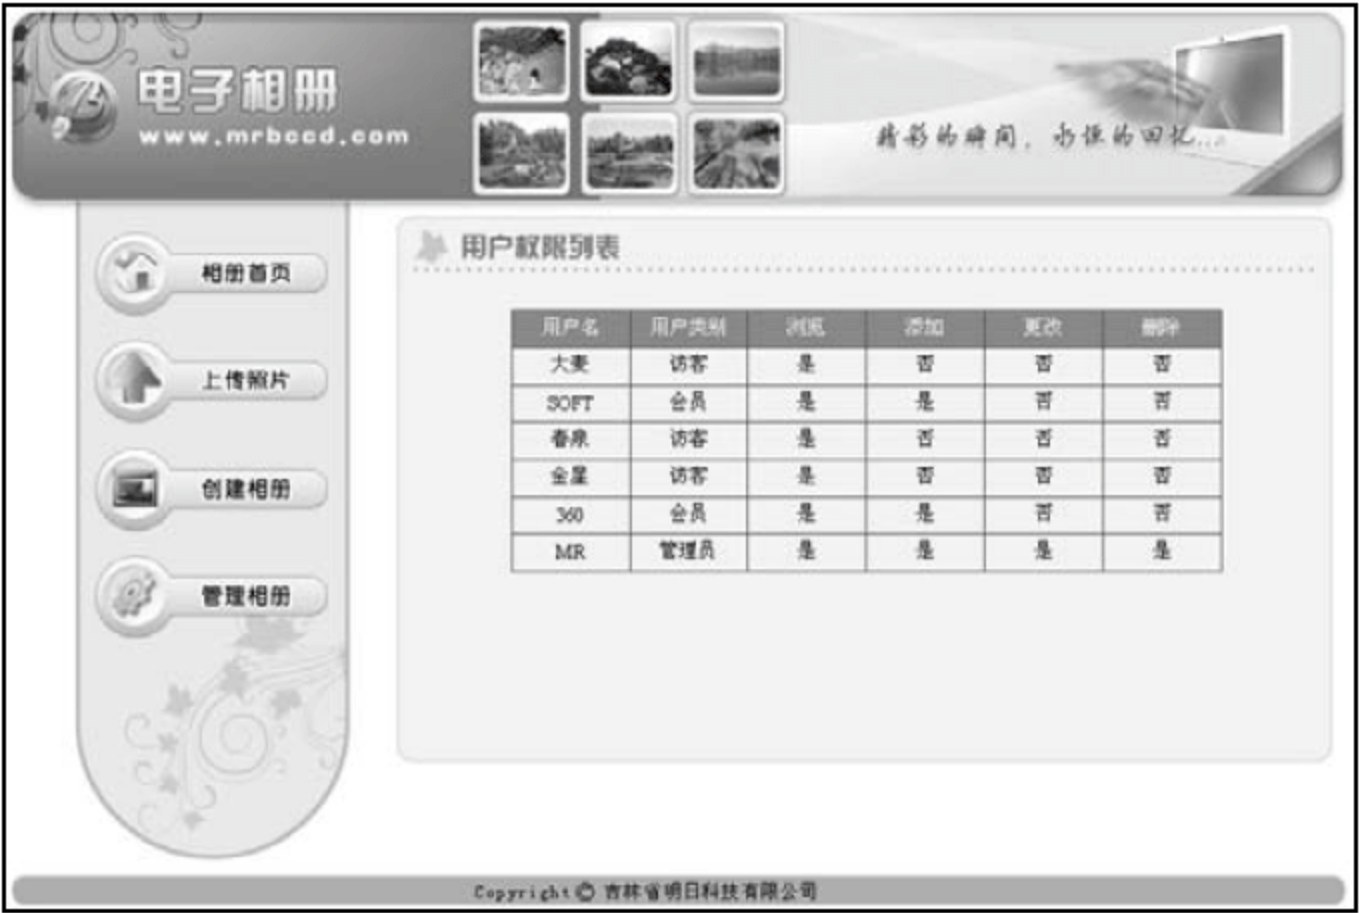 电子相册
www.mrbccd.com
精彩的瞬间，永恒的回忆...
相册首页
上传照片
创建相册
管理相册
用户权限列表
用户名 用户类别 浏览 添加 更改 删除
大麦 访客 是 否 否 否
SOFT 会员 是 是 否 否
春泉 访客 是 否 否 否
金星 访客 是 否 否 否
360 会员 是 是 否 否
MR 管理员 是 是 是 是
Copyright © 吉林省明日科技有限公司